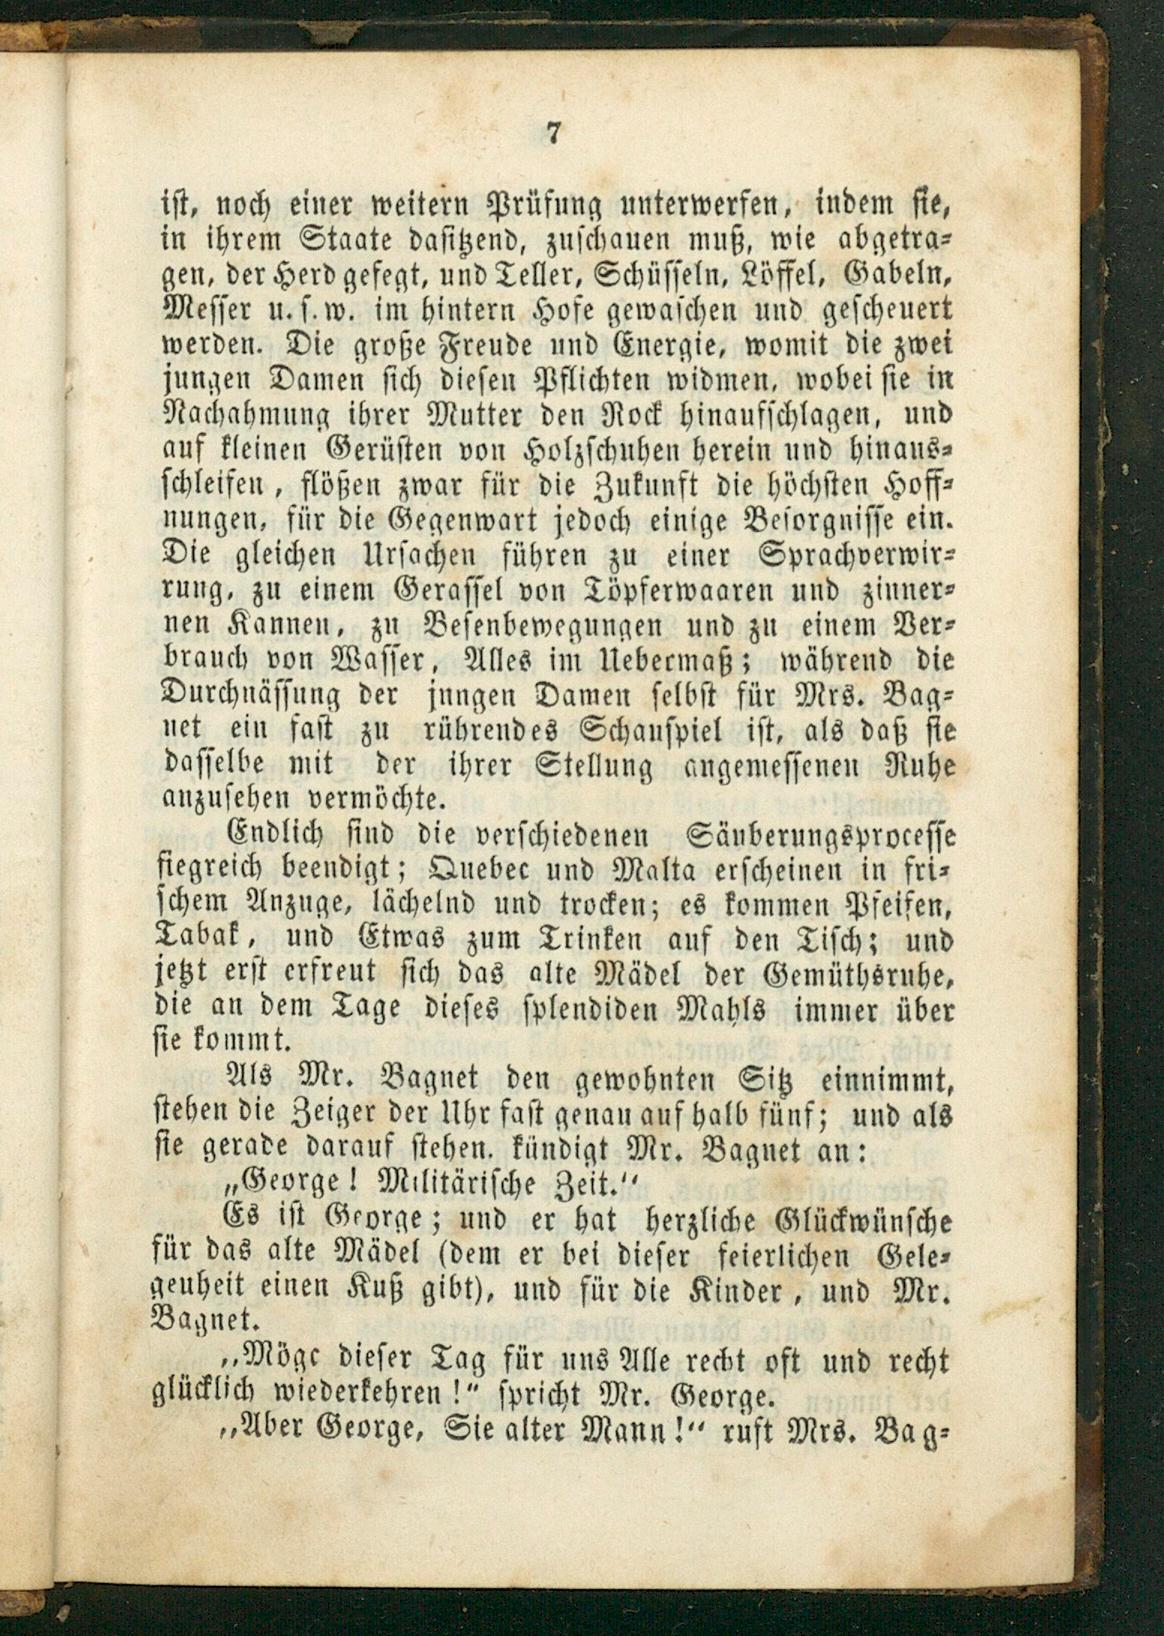 7
ist, noch einer weitern Prüfung unterwerfen, indem sie,
in ihrem Staate dasitzend, zuschauen muß, wie abgetra-
gen, der Herd gefegt, und Teller, Schüsseln, Löffel, Gabeln,
Messer u. s. w. im hintern Hofe gewaschen und gescheuert
werden. Die große Freude und Energie, womit die zwei
jungen Damen sich diesen Pflichten widmen, wobei sie in
Nachahmung ihrer Mutter den Rock hinaufschlagen, und
auf kleinen Gerüsten von Holzschuhen herein und hinaus-
schleifen, flößen zwar für die Zukunft die höchsten Hoff-
nungen, für die Gegenwart jedoch einige Besorgnisse ein.
Die gleichen Ursachen führen zu einer Sprachverwir-
rung, zu einem Gerassel von Töpferwaaren und zinner-
nen Kannen, zu Besenbewegungen und zu einem Ver-
brauch von Wasser, Alles im Uebermaß; während die
Durchnässung der jungen Damen selbst für Mrs. Bag-
net ein fast zu rührendes Schauspiel ist, als daß sie
dasselbe mit der ihrer Stellung angemessenen Ruhe
anzusehen vermöchte.
Endlich sind die verschiedenen Säuberungsprocesse
siegreich beendigt; Quebec und Malta erscheinen in fri-
schem Anzuge, lächelnd und trocken; es kommen Pfeifen,
Tabak, und Etwas zum Trinken auf den Tisch; und
jetzt erst erfreut sich das alte Mädel der Gemüthsruhe,
die an dem Tage dieses splendiden Mahls immer über
sie kommt.
Als Mr. Bagnet den gewohnten Sitz einnimmt,
stehen die Zeiger der Uhr fast genau auf halb fünf; und als
sie gerade darauf stehen, kündigt Mr. Bagnet an:
„George! Militärische Zeit.“
Es ist George; und er hat herzliche Glückwünsche
für das alte Mädel (dem er bei dieser feierlichen Gele-
genheit einen Kuß gibt), und für die Kinder, und Mr.
Bagnet.
„Möge dieser Tag für uns Alle recht oft und recht
glücklich wiederkehren!“ spricht Mr. George.
„Aber George, Sie alter Mann!“ ruft Mrs. Bag-